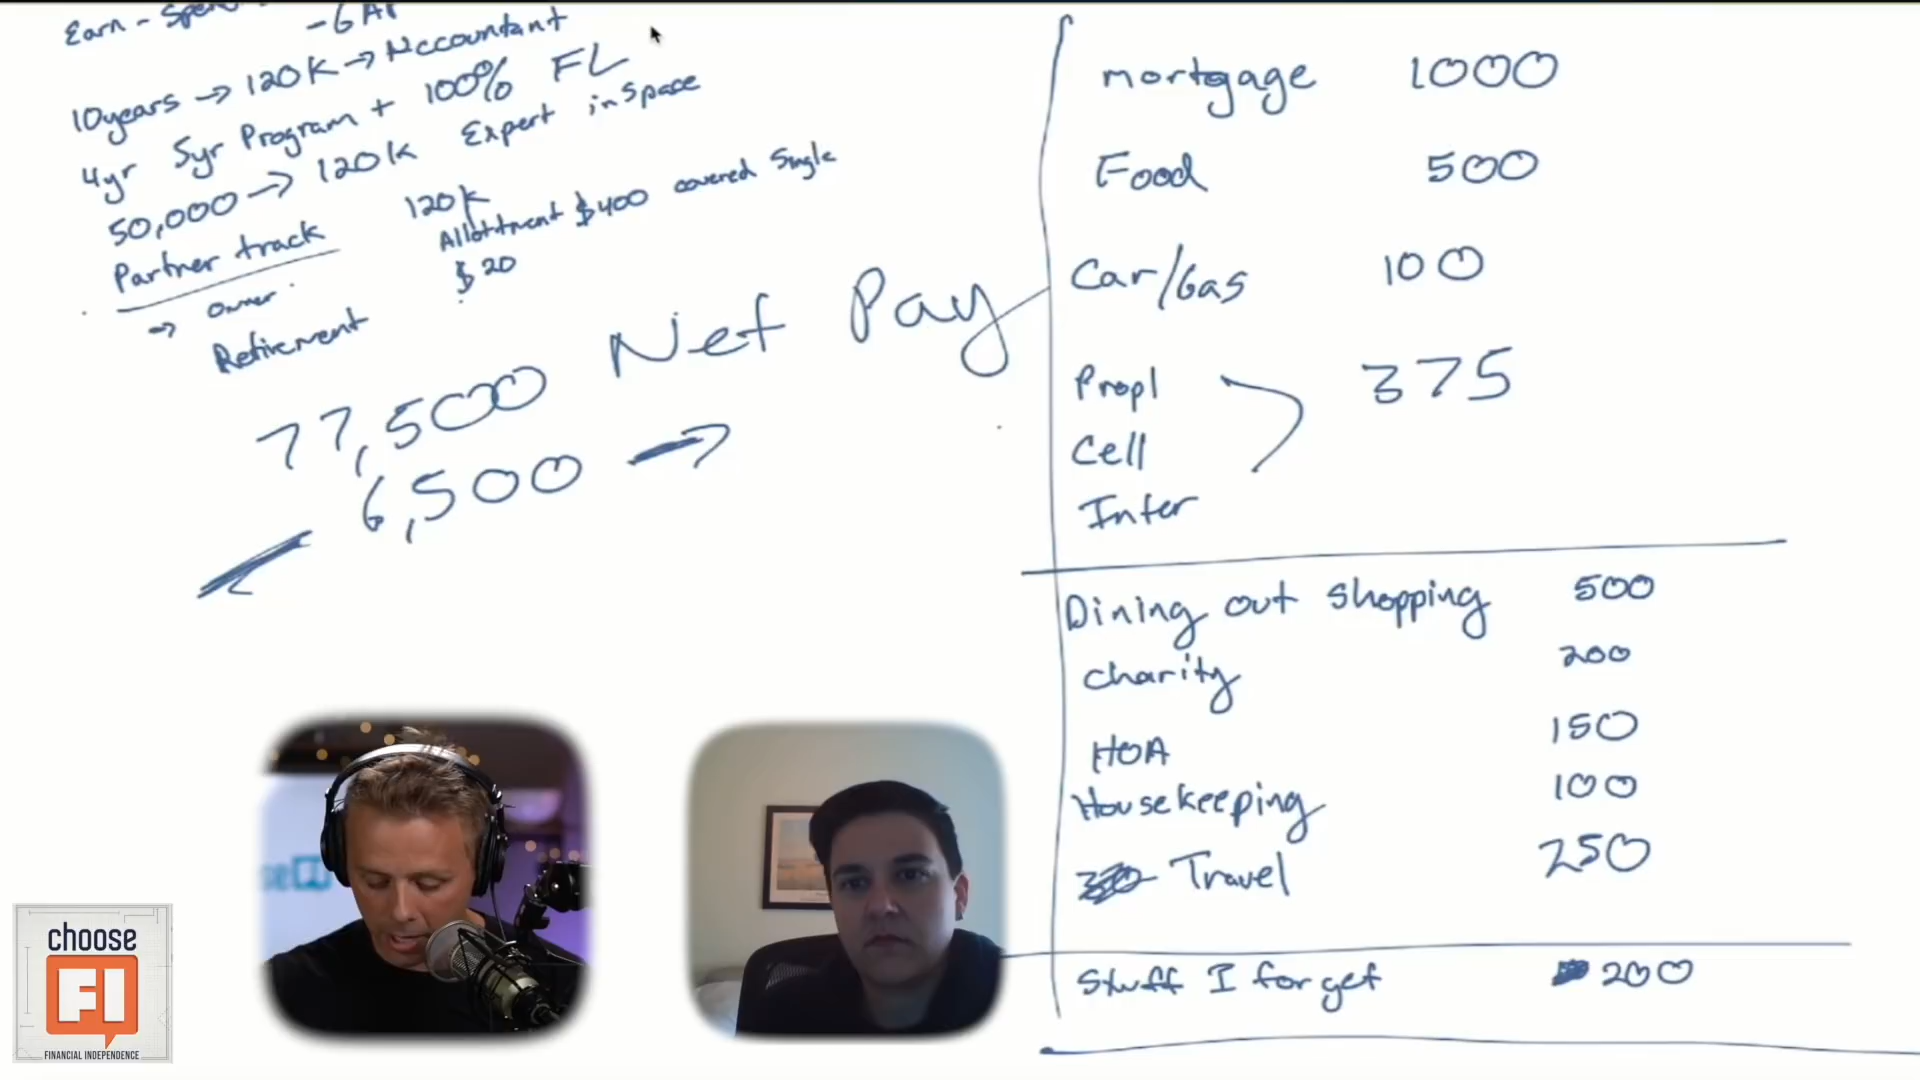 Earn - Spen
- GAP
10years → 120K → Accountant
4yr 5yr Program + 100% FL
50,000 → 120K Expert in Space
Partner track 120K
→ owner Allottment $400 covered Single
Retirement $20
77,500 Net Pay
6,500 →
mortgage 1000
Food 500
Car/Gas 100
Propl 375
Cell
Inter
Dining out shopping 500
charity 200
HOA 150
Housekeeping 100
Travel 250
Stuff I forget 200
choose
FI
FINANCIAL INDEPENDENCE